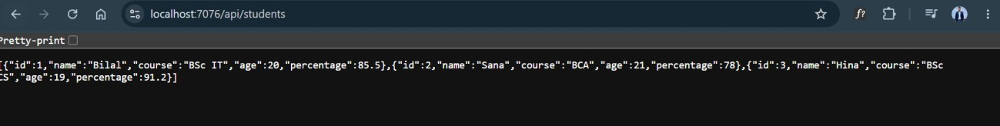 localhost:7076/api/students
Pretty-print
[{"id":1,"name":"Bilal","course":"BSc IT","age":20,"percentage":85.5},{"id":2,"name":"Sana","course":"BCA","age":21,"percentage":78},{"id":3,"name":"Hina","course":"BSc
CS","age":19,"percentage":91.2}]